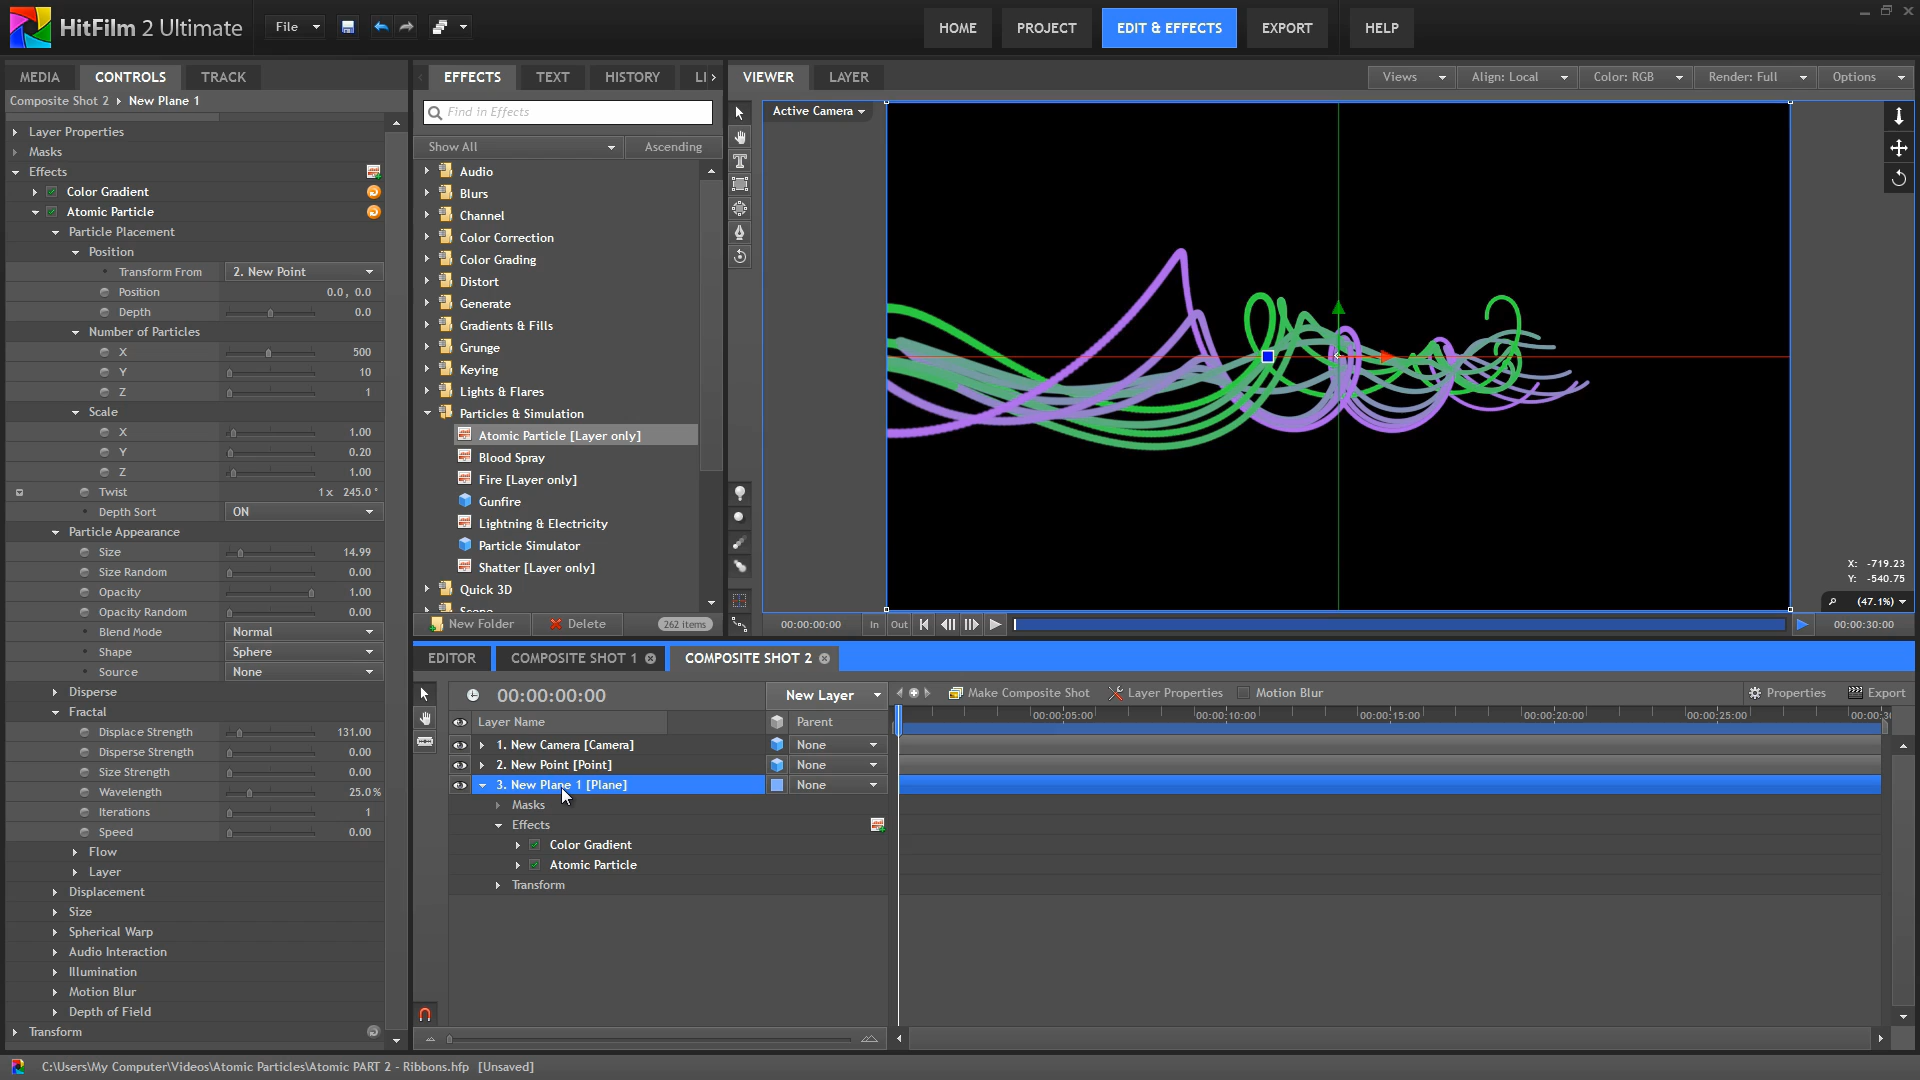 HitFilm 2 Ultimate
File
HOME
PROJECT
EDIT & EFFECTS
EXPORT
HELP
MEDIA
CONTROLS
TRACK
Composite Shot 2 New Plane 1
Layer Properties
Masks
Effects
Color Gradient
Atomic Particle
Particle Placement
Position
Transform From 2. New Point
Position 0.0, 0.0
Depth 0.0
Number of Particles
X 500
Y 10
Z 1
Scale
X 1.00
Y 0.20
Z 1.00
Twist 1x 245.0°
Depth Sort ON
Particle Appearance
Size 14.99
Size Random 0.00
Opacity 1.00
Opacity Random 0.00
Blend Mode Normal
Shape Sphere
Source None
Disperse
Fractal
Displace Strength 131.00
Disperse Strength 0.00
Size Strength 0.00
Wavelength 25.0%
Iterations 1
Speed 0.00
Flow
Layer
Displacement
Size
Spherical Warp
Audio Interaction
Illumination
Motion Blur
Depth of Field
Transform
EFFECTS
TEXT
HISTORY
LI
Find in Effects
Show All
Ascending
Audio
Blurs
Channel
Color Correction
Color Grading
Distort
Generate
Gradients & Fills
Grunge
Keying
Lights & Flares
Particles & Simulation
Atomic Particle [Layer only]
Blood Spray
Fire [Layer only]
Gunfire
Lightning & Electricity
Particle Simulator
Shatter [Layer only]
Quick 3D
Scene
New Folder
Delete
262 items
VIEWER
LAYER
Views
Align: Local
Color: RGB
Render: Full
Options
Active Camera
X: -719.23
Y: -540.75
(47.1%)
00:00:00:00
In
Out
00:00:30:00
EDITOR
COMPOSITE SHOT 1
COMPOSITE SHOT 2
00:00:00:00
New Layer
Make Composite Shot
Layer Properties
Motion Blur
Properties
Export
Layer Name
Parent
00:00:05:00
00:00:10:00
00:00:15:00
00:00:20:00
00:00:25:00
00:00:3
1. New Camera [Camera] None
2. New Point [Point] None
3. New Plane 1 [Plane] None
Masks
Effects
Color Gradient
Atomic Particle
Transform
C:\Users\My Computer\Videos\Atomic Particles\Atomic PART 2 - Ribbons.hfp [Unsaved]